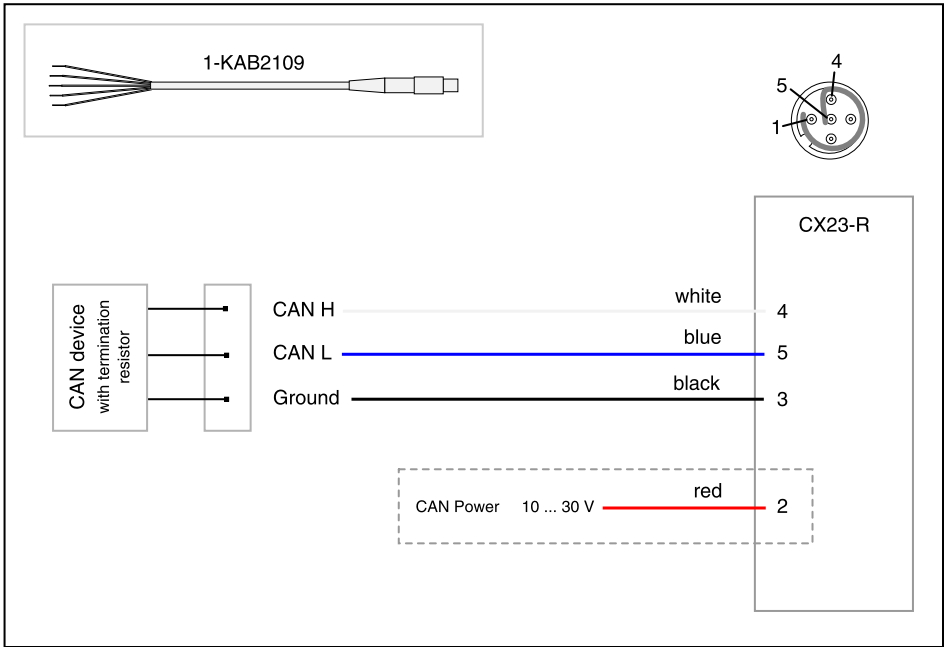 1-KAB2109
4
5
1
CX23-R
CAN device
with termination
resistor
CAN H
white
4
CAN L
blue
5
Ground
black
3
CAN Power 10 ... 30 V
red
2